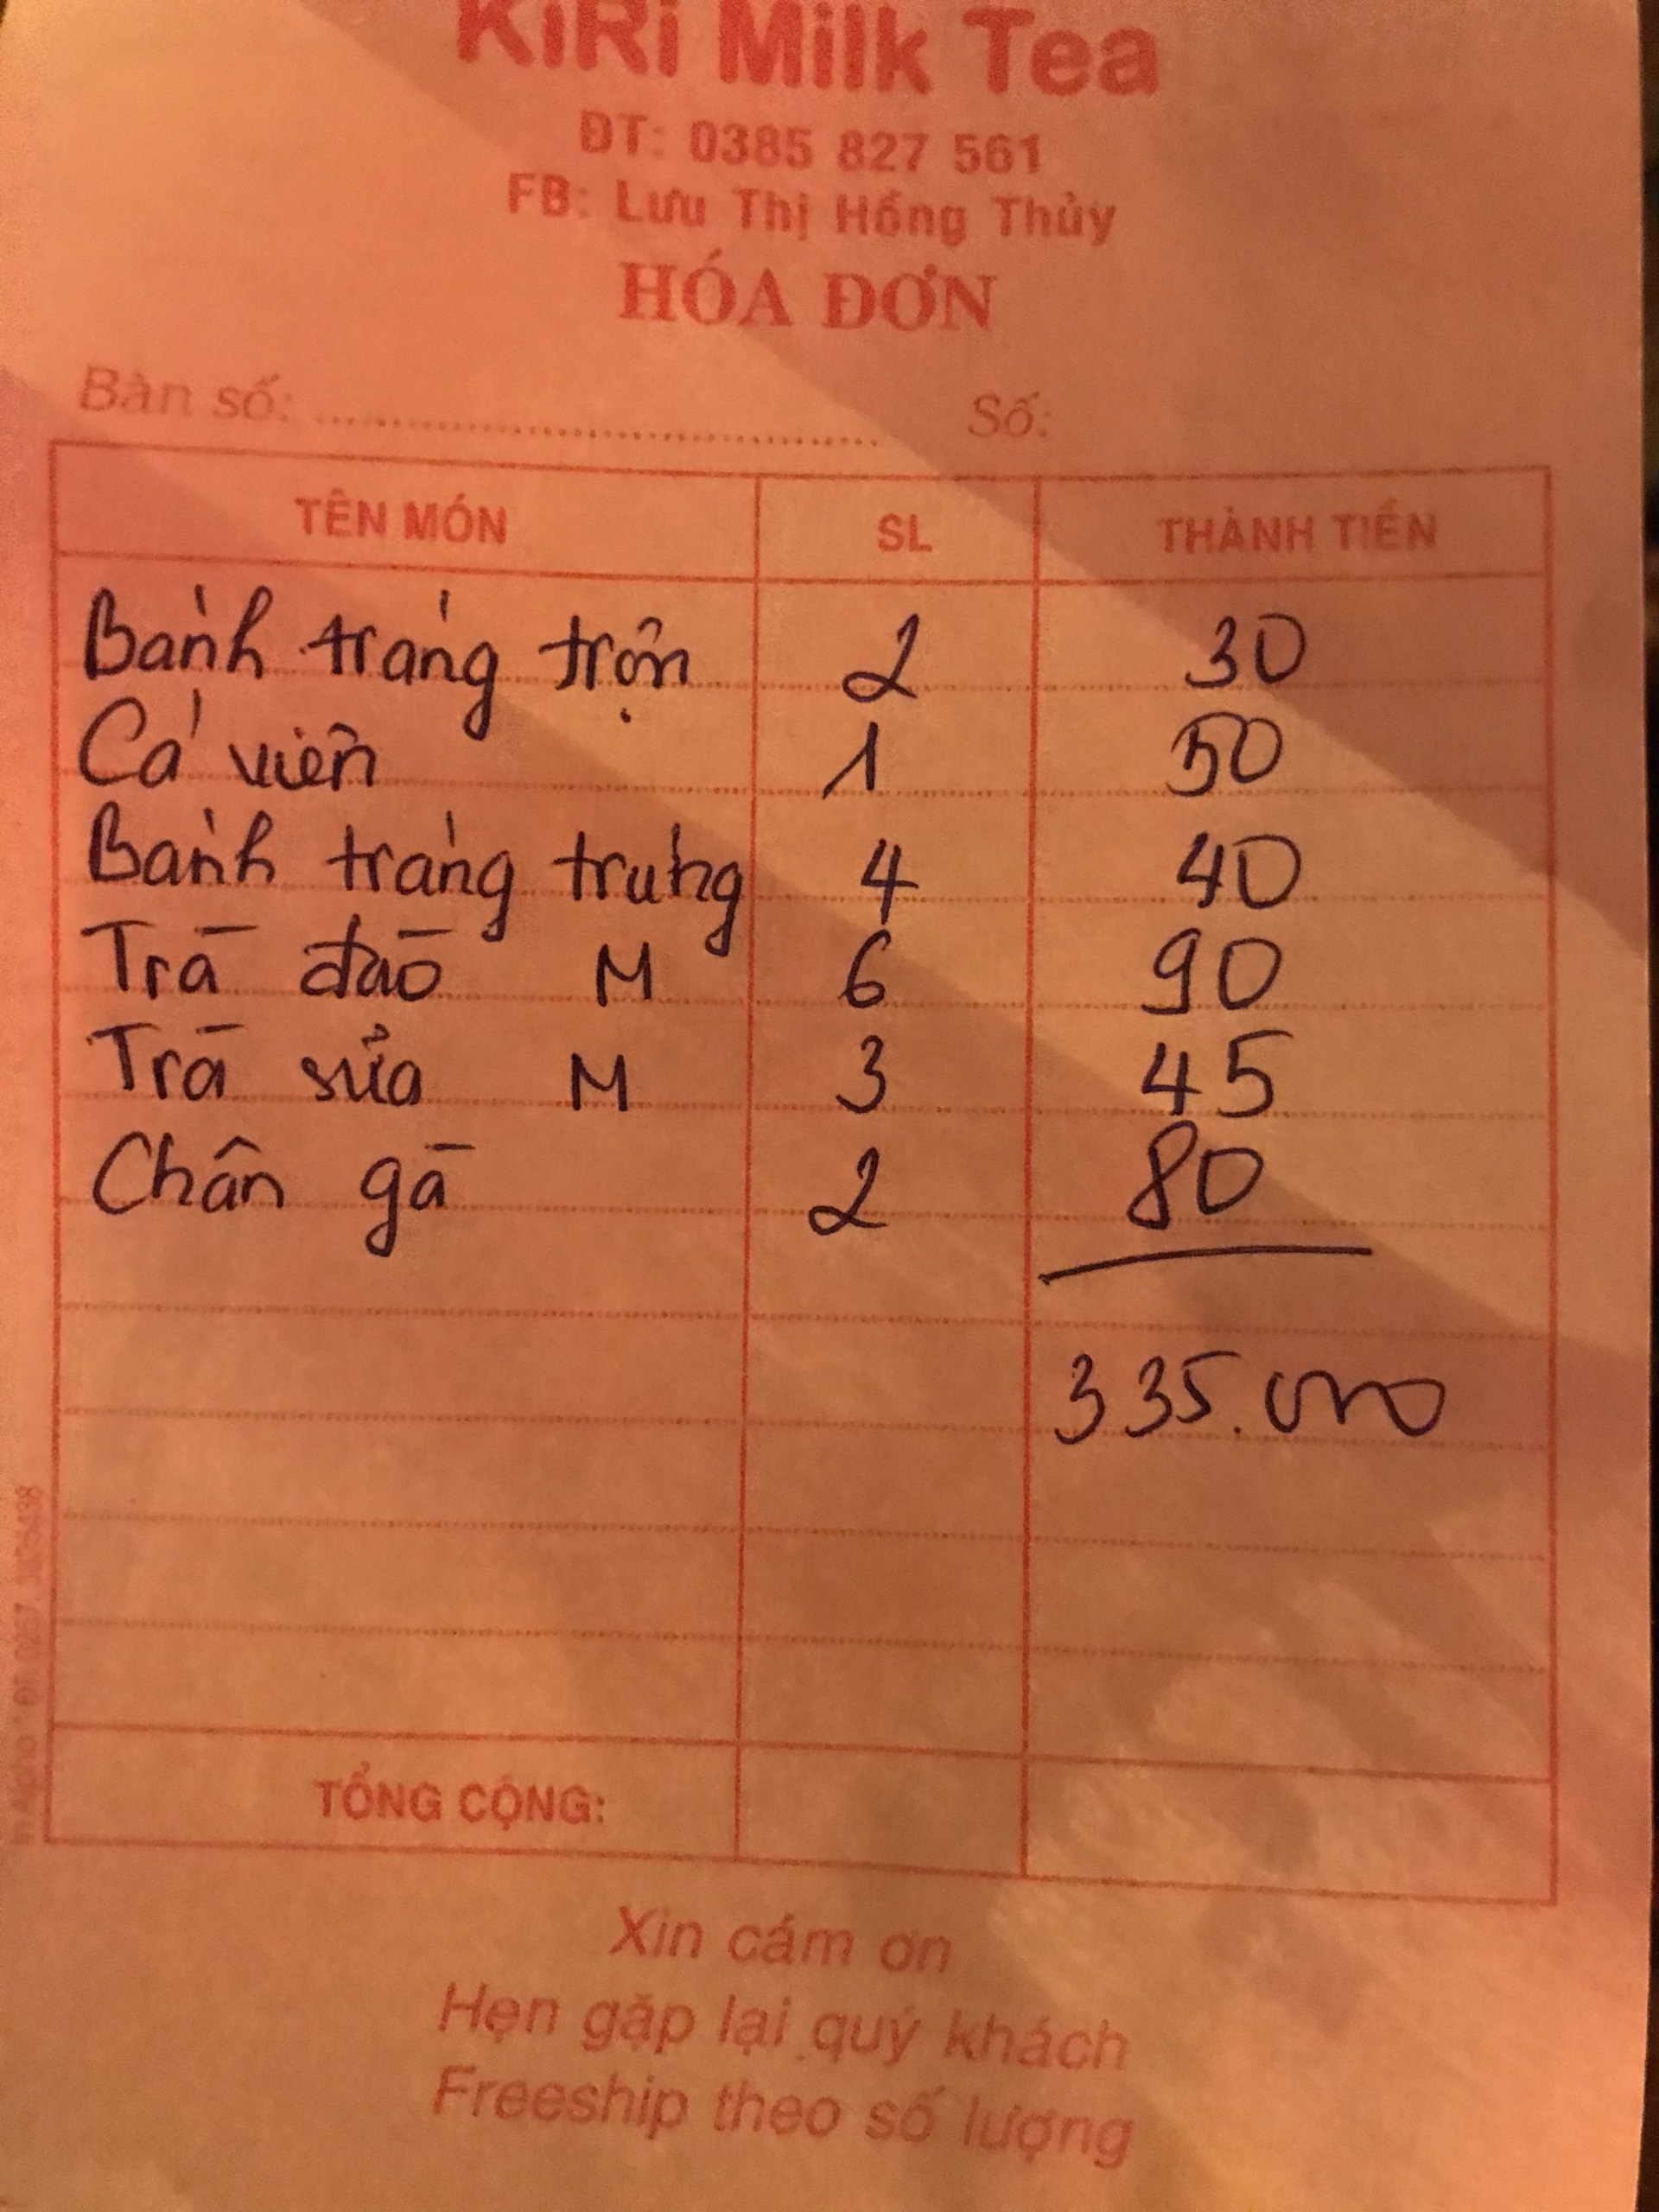 KiRi Milk Tea
ĐT: 0385 827 561
FB: Lưu Thị Hồng Thủy
HÓA ĐƠN
Bàn số: Số:
TÊN MÓN SL THÀNH TIỀN
Bánh tráng trộn 2 30
Cá viên 1 50
Bánh tráng trứng 4 40
Trà đào M 6 90
Trà sữa M 3 45
Chân gà 2 80
335.000
TỔNG CỘNG:
Xin cám ơn
Hẹn gặp lại quý khách
Freeship theo số lượng